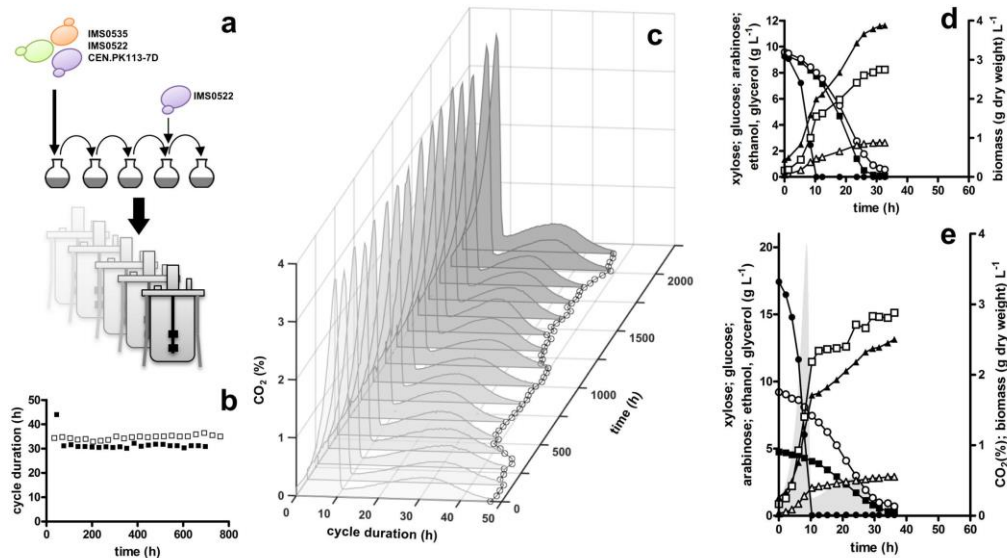 a
IMS0535
IMS0522
CEN.PK113-7D
IMS0522
b
cycle duration (h)
50
40
30
20
10
0
0 200 400 600 800
time (h)
c
CO2 (%)
4
3
2
1
0
0 10 20 30 40 50
cycle duration (h)
0
500
1000
1500
2000
time (h)
d
xylose; glucose; arabinose;
ethanol, glycerol (g L-1)
12
10
8
6
4
2
0
0 10 20 30 40 50 60
time (h)
4
3
2
1
0
biomass (g dry weight) L-1
e
xylose; glucose;
arabinose; ethanol, glycerol (g L-1)
20
15
10
5
0
0 10 20 30 40 50 60
time (h)
4
3
2
1
0
CO2(%); biomass (g dry weight) L-1